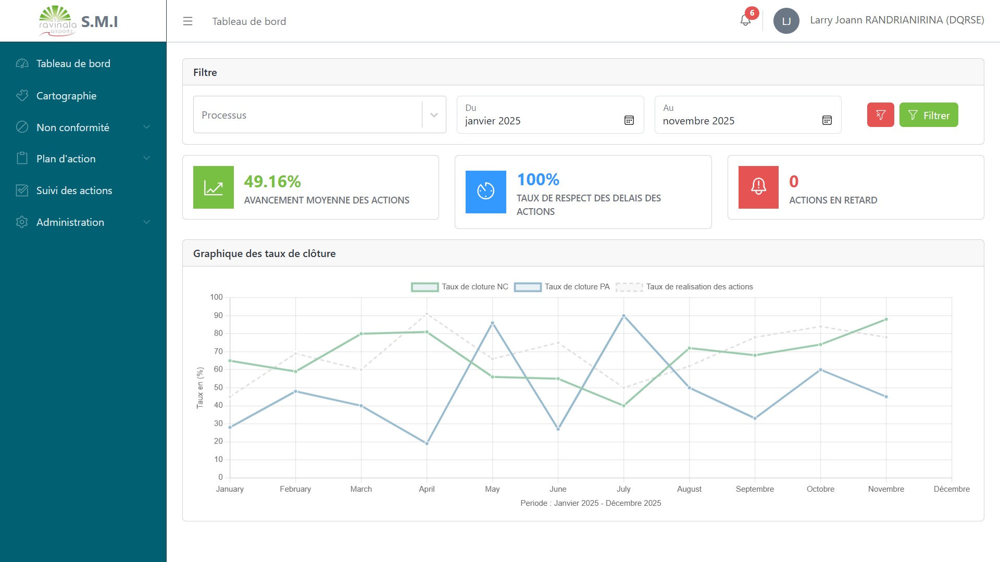 ravinala
airports
S.M.I
Tableau de bord
6
LJ
Larry Joann RANDRIANIRINA (DQRSE)
Tableau de bord
Cartographie
Non conformité
Plan d'action
Suivi des actions
Administration
Filtre
Processus
Du
janvier 2025
Au
novembre 2025
Filtrer
49.16%
AVANCEMENT MOYENNE DES ACTIONS
100%
TAUX DE RESPECT DES DELAIS DES
ACTIONS
0
ACTIONS EN RETARD
Graphique des taux de clôture
Taux de cloture NC
Taux de cloture PA
Taux de realisation des actions
Taux en (%)
100
90
80
70
60
50
40
30
20
10
0
January
February
March
April
May
June
July
August
Septembre
Octobre
Novembre
Décembre
Periode : Janvier 2025 - Décembre 2025